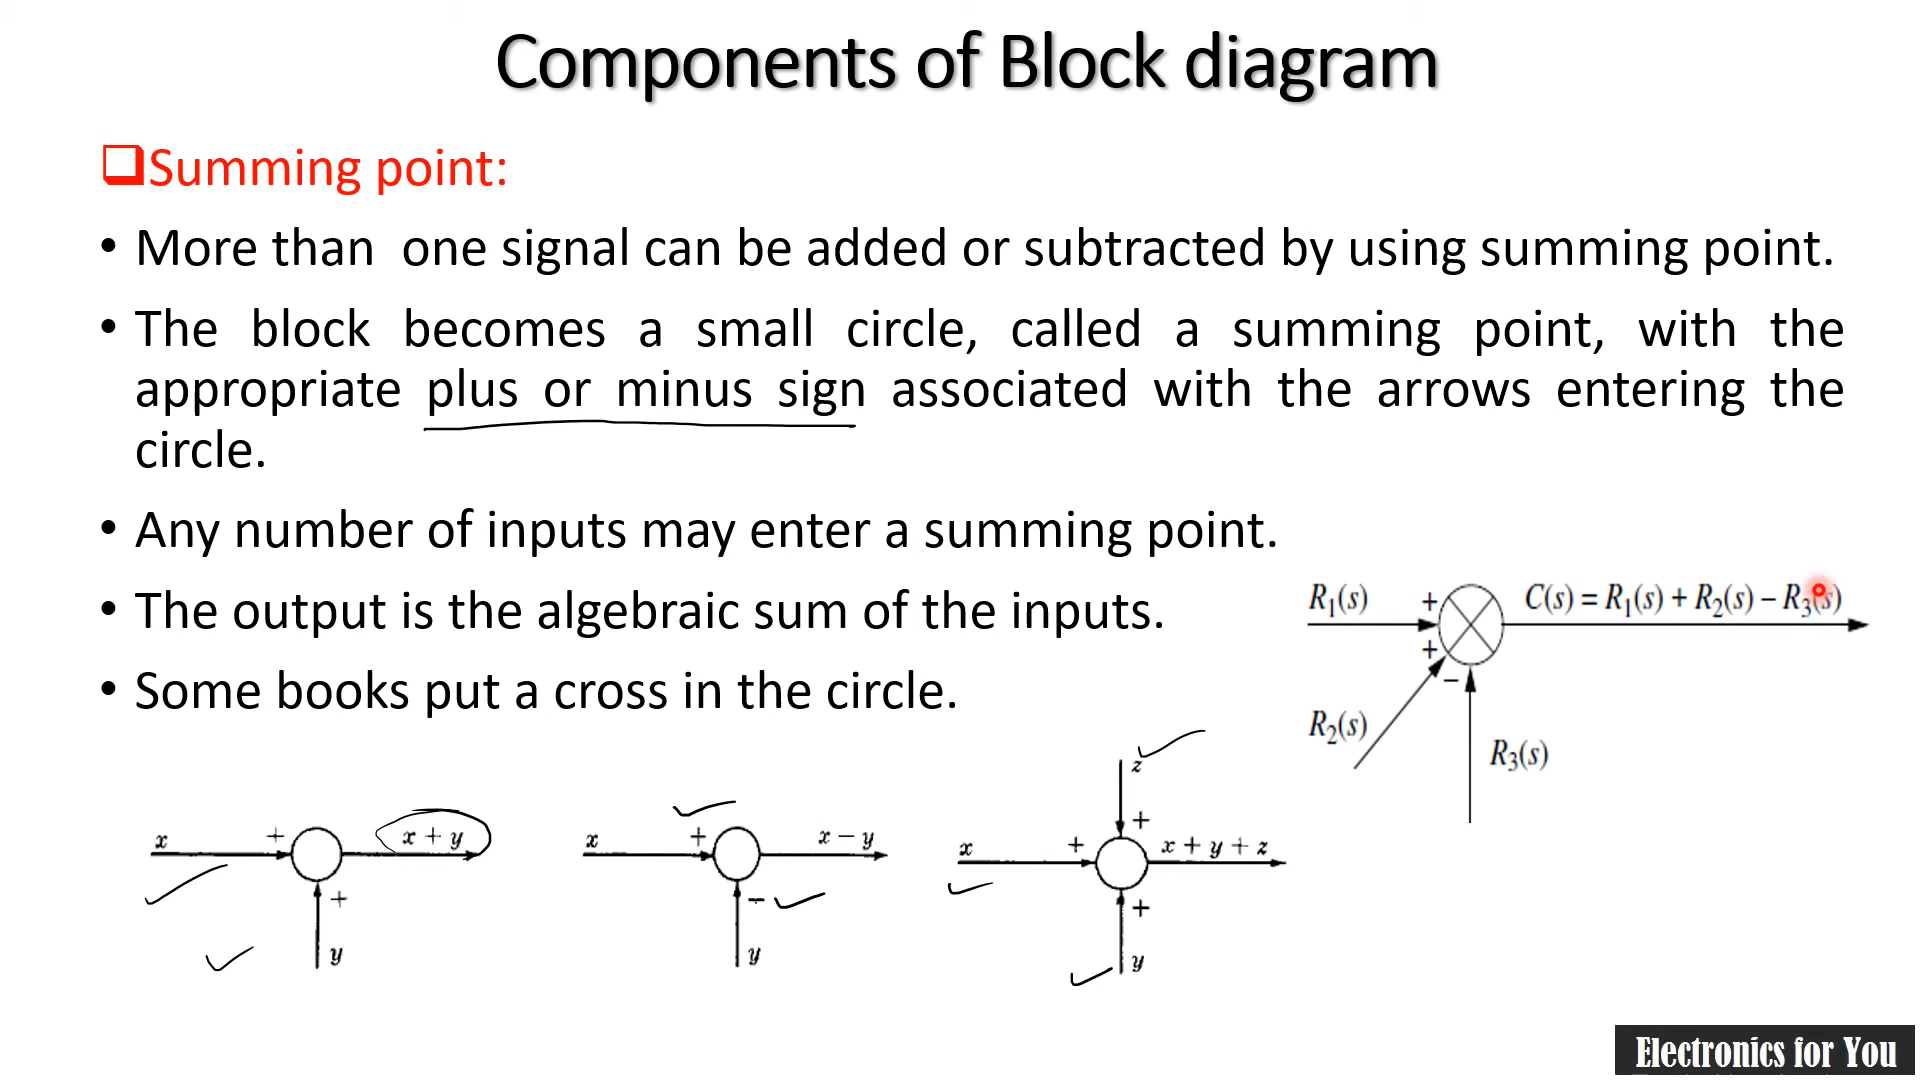 Components of Block diagram
❑Summing point:
• More than one signal can be added or subtracted by using summing point.
• The block becomes a small circle, called a summing point, with the
appropriate plus or minus sign associated with the arrows entering the
circle.
• Any number of inputs may enter a summing point.
• The output is the algebraic sum of the inputs.
• Some books put a cross in the circle.
R₁(s) + C(s) = R₁(s) + R₂(s) – R₃(s)
+
–
R₂(s)
R₃(s)
x + x + y
+
y
x + x – y
–
y
z
+
x + x + y + z
+
y
Electronics for You